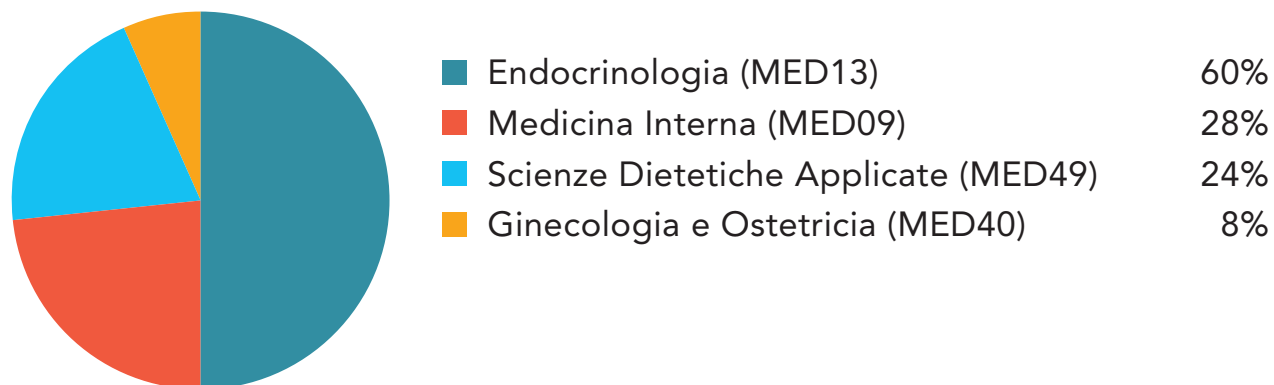 Endocrinologia (MED13) 60%
Medicina Interna (MED09) 28%
Scienze Dietetiche Applicate (MED49) 24%
Ginecologia e Ostetricia (MED40) 8%